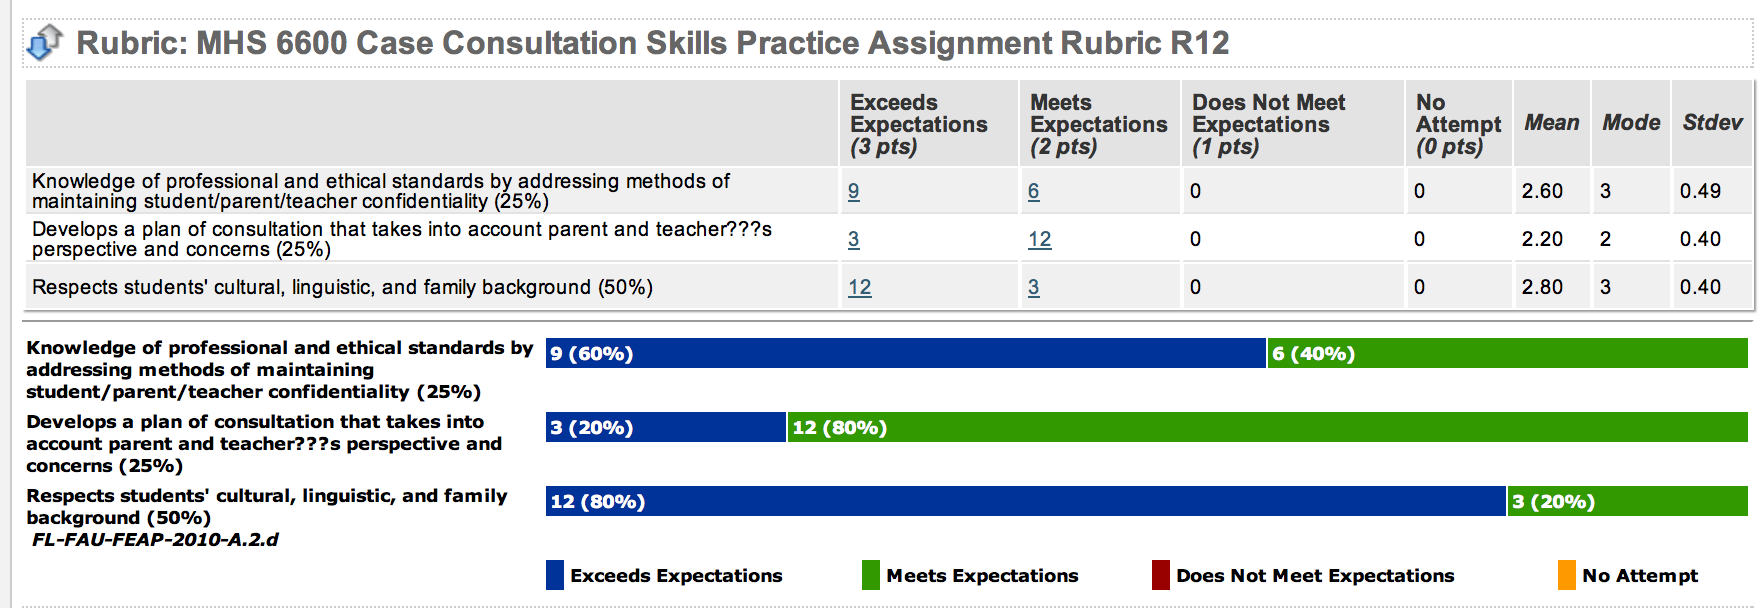 Rubric: MHS 6600 Case Consultation Skills Practice Assignment Rubric R12
Exceeds Expectations (3 pts) Meets Expectations (2 pts) Does Not Meet Expectations (1 pts) No Attempt (0 pts) Mean Mode Stdev
Knowledge of professional and ethical standards by addressing methods of
maintaining student/parent/teacher confidentiality (25%) 9 6 0 0 2.60 3 0.49
Develops a plan of consultation that takes into account parent and teacher???s
perspective and concerns (25%) 3 12 0 0 2.20 2 0.40
Respects students' cultural, linguistic, and family background (50%) 12 3 0 0 2.80 3 0.40
Knowledge of professional and ethical standards by
addressing methods of maintaining
student/parent/teacher confidentiality (25%)
9 (60%) 6 (40%)
Develops a plan of consultation that takes into
account parent and teacher???s perspective and
concerns (25%)
3 (20%) 12 (80%)
Respects students' cultural, linguistic, and family
background (50%)
FL-FAU-FEAP-2010-A.2.d
12 (80%) 3 (20%)
Exceeds Expectations Meets Expectations Does Not Meet Expectations No Attempt